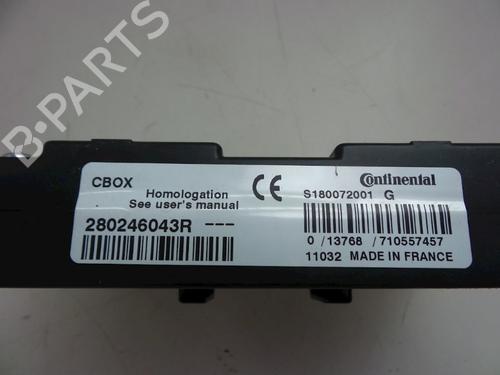 B-PARTS
CBOX
Homologation
See user's manual
CE
280246043R ---
Continental
S180072001 G
0 /13768 /710557457
11032 MADE IN FRANCE